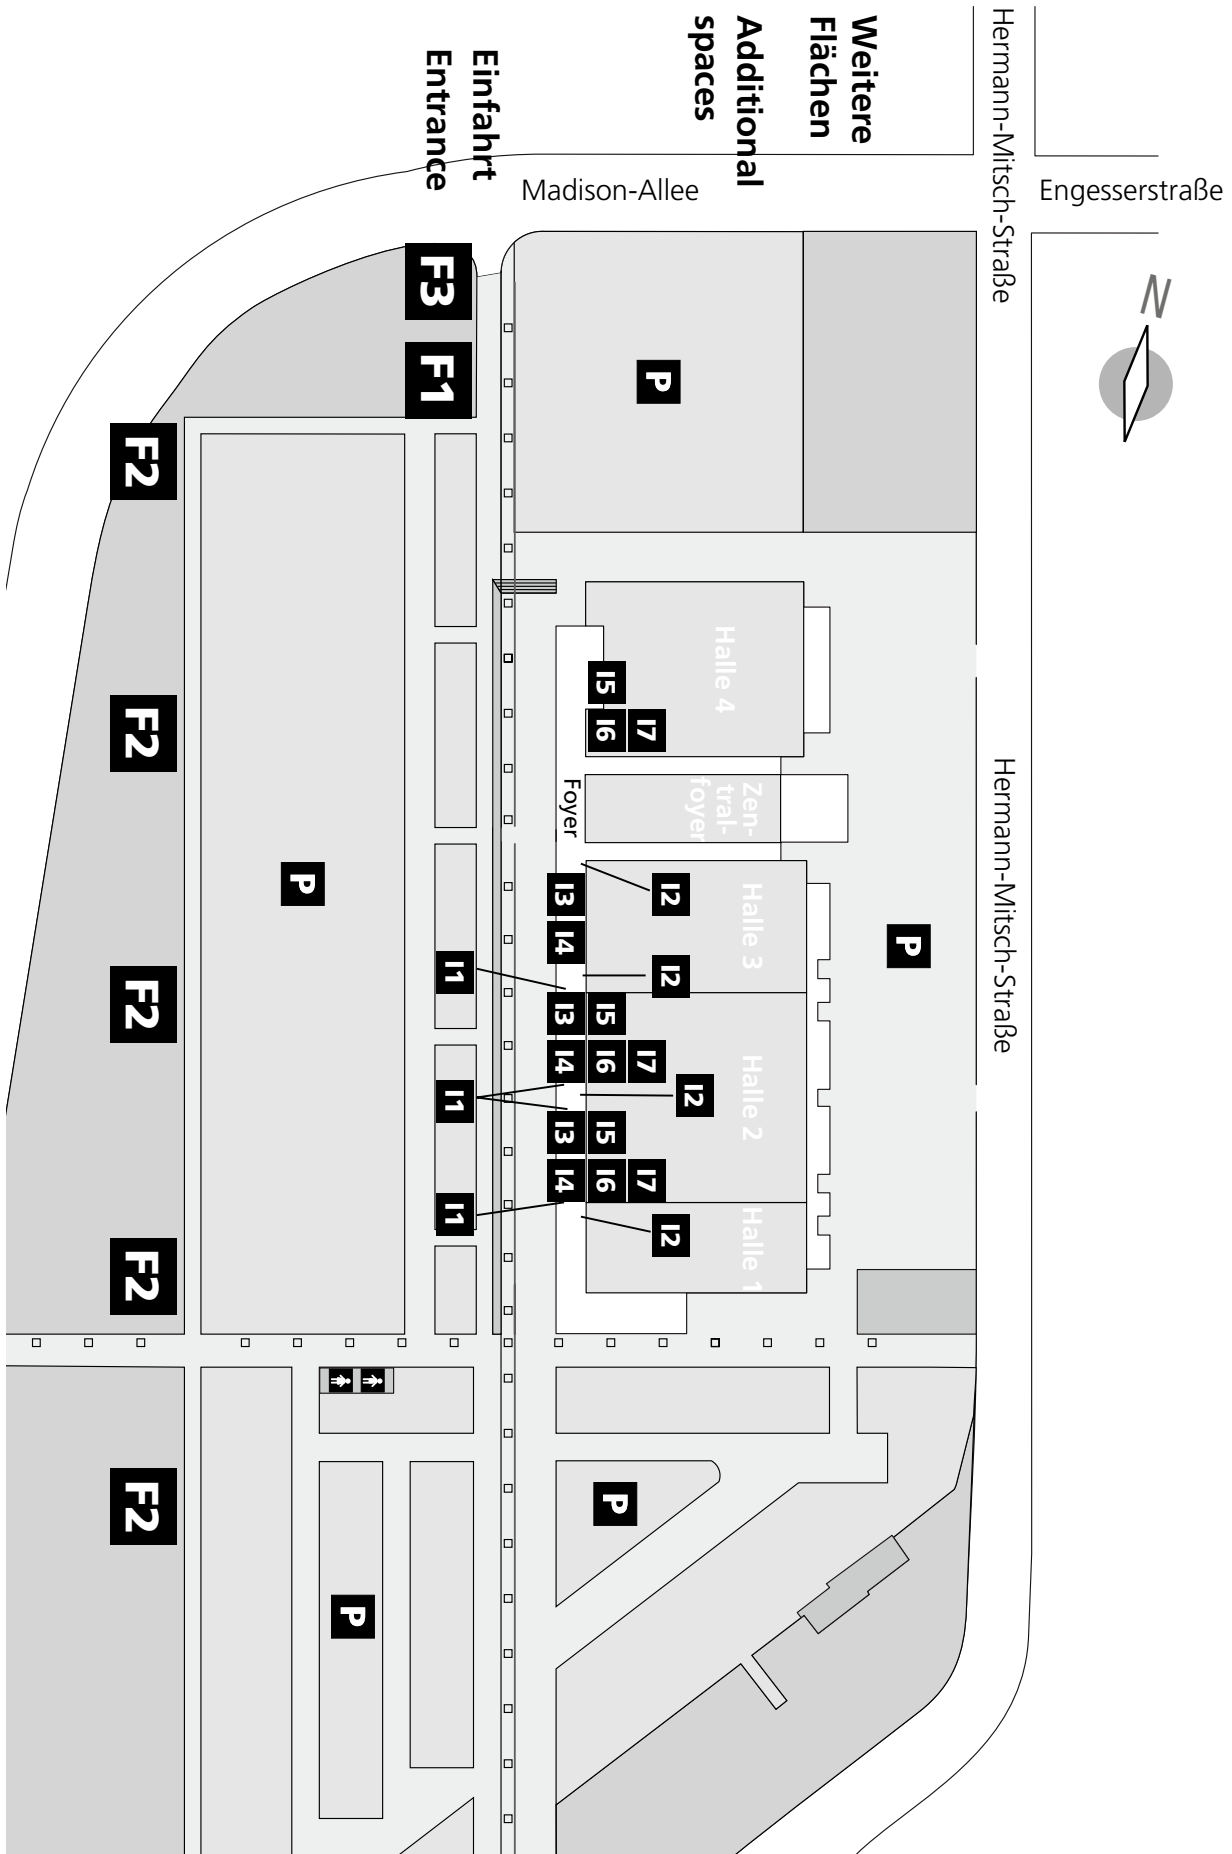 Weitere
Flächen
Additional
spaces
Einfahrt
Entrance
Hermann-Mitsch-Straße
Madison-Allee
Engesserstraße
N
F3
F1
P
F2
Halle 4
I5
I6
I7
F2
Zen-
tral-
foyer
Foyer
Hermann-Mitsch-Straße
P
Halle 3
I3
I2
I4
P
I1
I2
F2
I3
I5
I4
I6
I7
Halle 2
I1
I2
I3
I5
I4
I6
I7
I1
I2
Halle 1
F2
F2
P
P